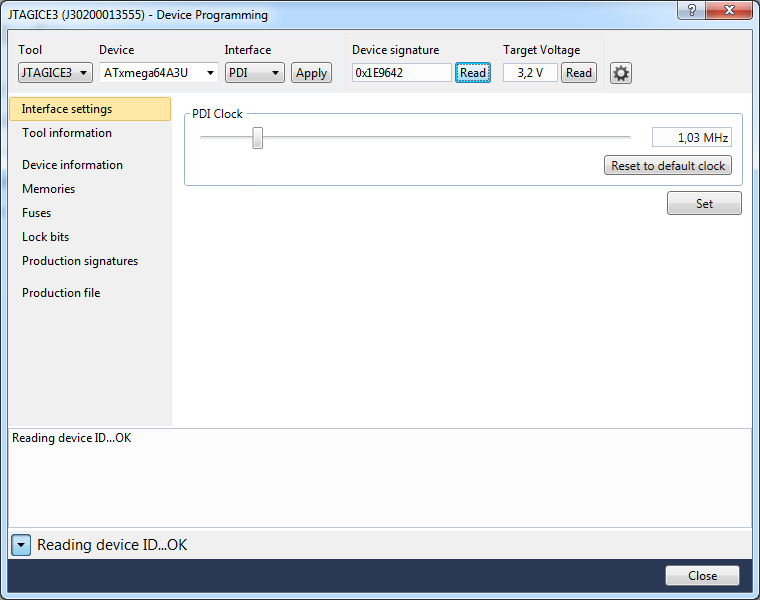 JTAGICE3 (J30200013555) - Device Programming
?
Tool Device Interface Device signature Target Voltage
JTAGICE3 ATxmega64A3U PDI Apply 0x1E9642 Read 3,2 V Read
Interface settings
Tool information
Device information
Memories
Fuses
Lock bits
Production signatures
Production file
PDI Clock
1,03 MHz
Reset to default clock
Set
Reading device ID...OK
Reading device ID...OK
Close